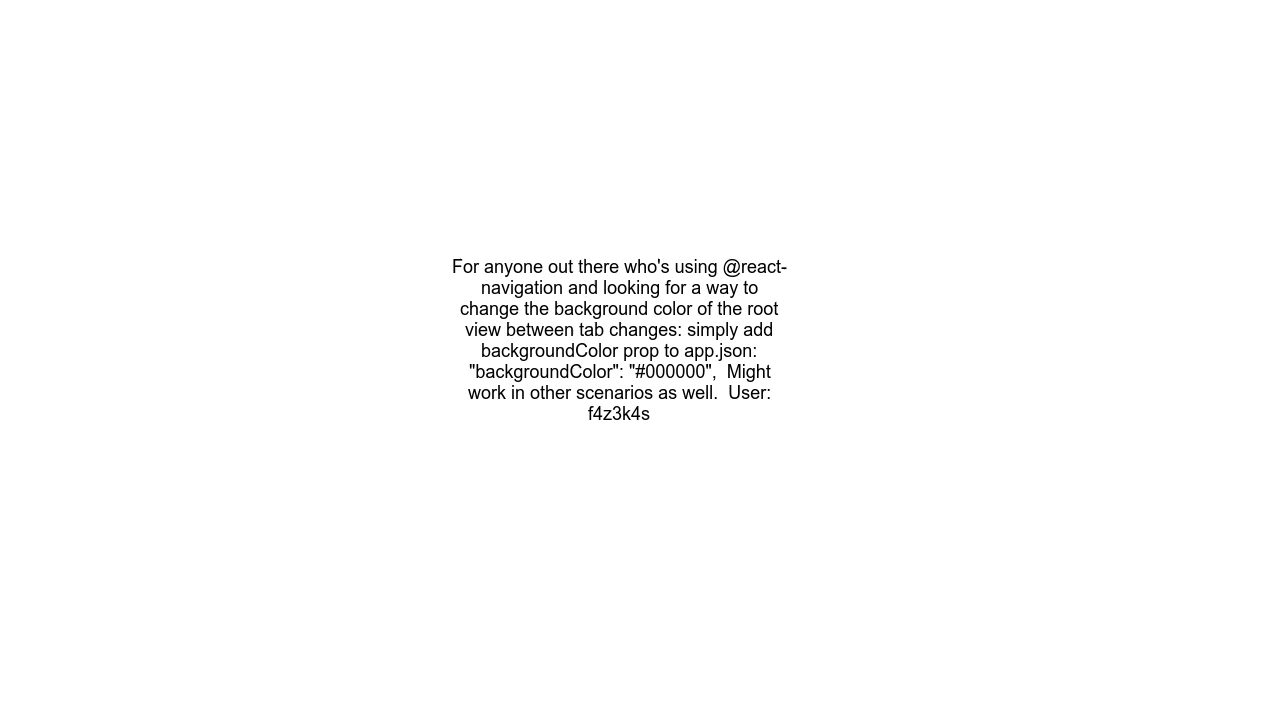 For anyone out there who's using @react-
navigation and looking for a way to
change the background color of the root
view between tab changes: simply add
backgroundColor prop to app.json:
"backgroundColor": "#000000",  Might
work in other scenarios as well.  User:
f4z3k4s